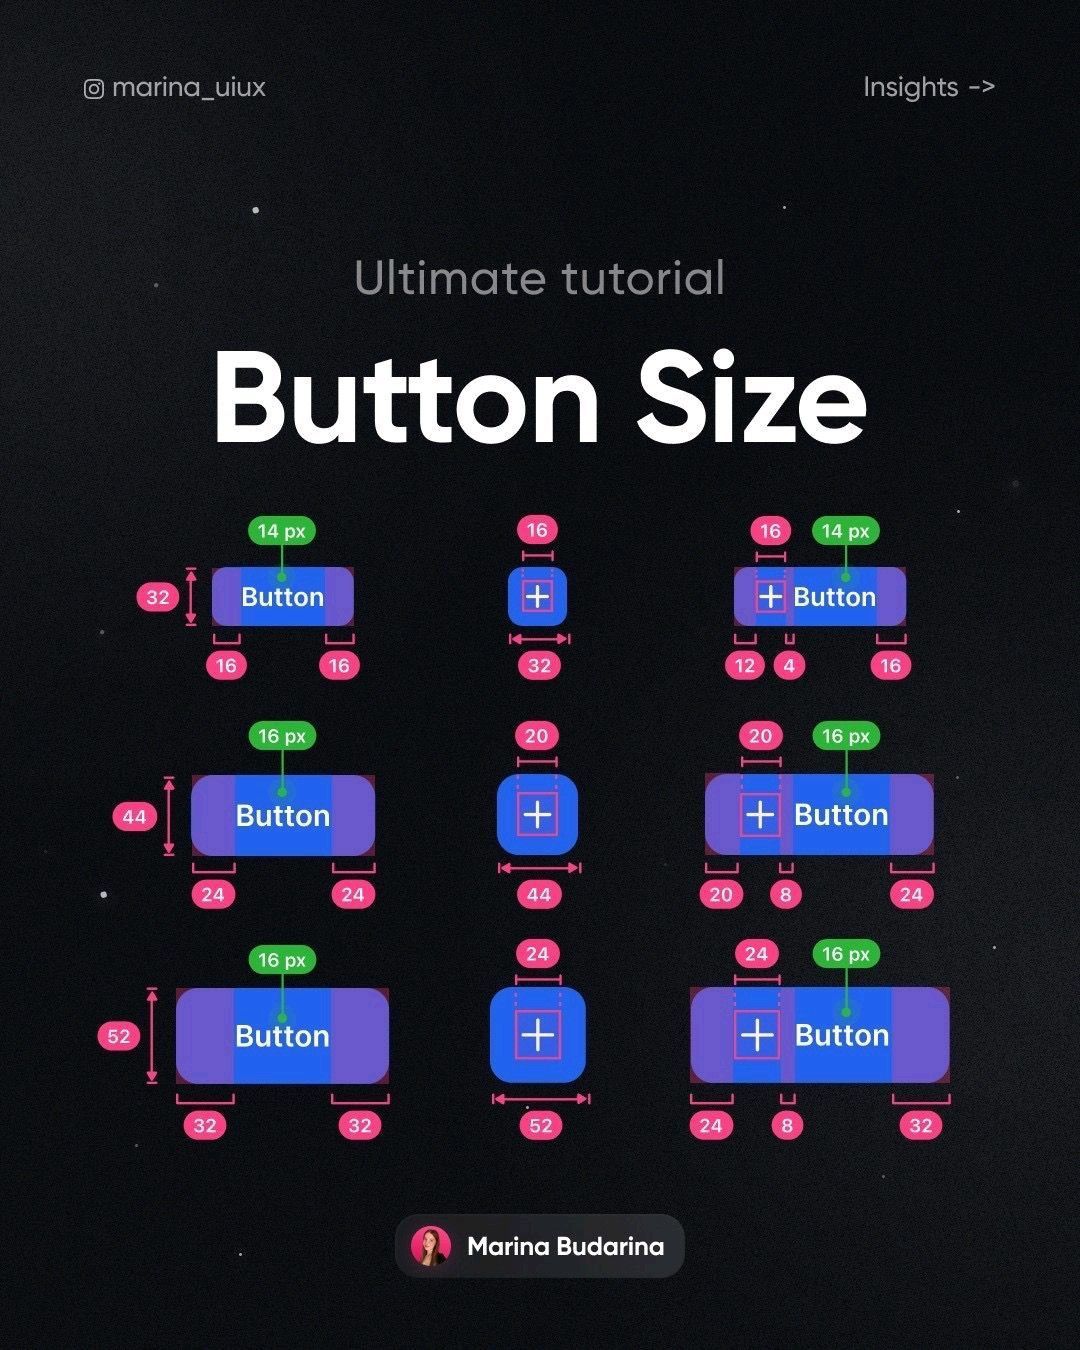 marina_uiux
Insights ->
Ultimate tutorial
Button Size
14 px
16
16 14 px
32
Button
Button
16 16
32
12 4 16
16 px
20
20 16 px
44
Button
Button
24 24
44
20 8 24
16 px
24
24 16 px
52
Button
Button
32 32
52
24 8 32
Marina Budarina